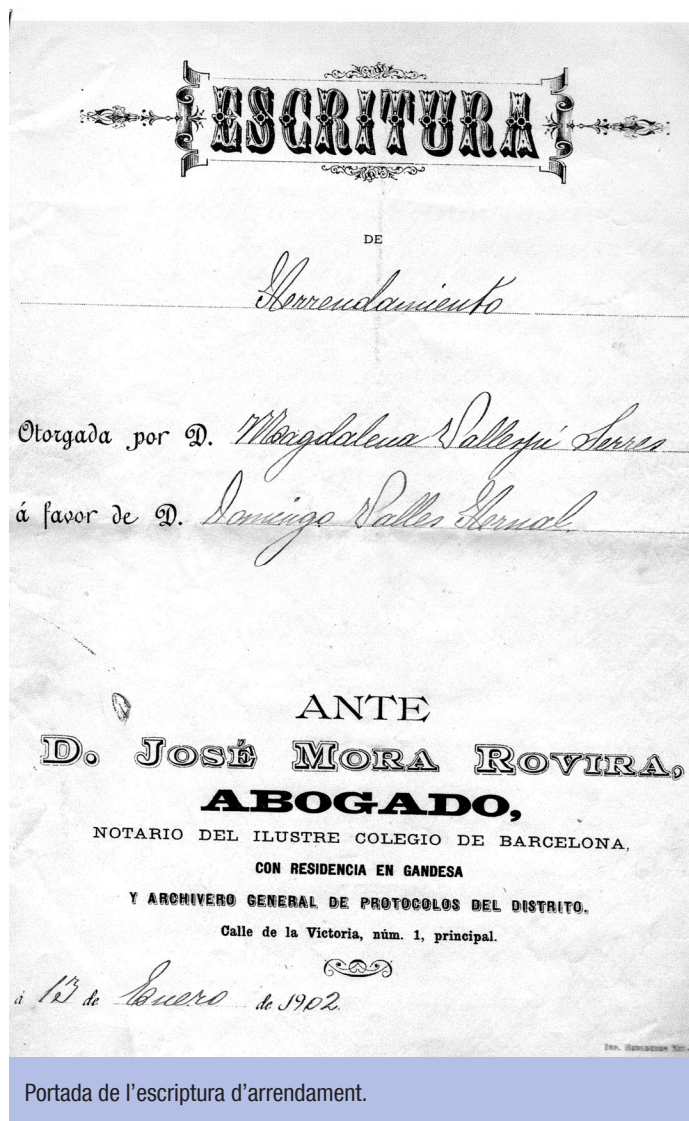 ESCRITURA
DE
Arrendamiento
Otorgada por D. Magdalena Vallespí Serres
á favor de D. Domingo Valles Arnal.
ANTE
D. JOSÉ MORA ROVIRA,
ABOGADO,
NOTARIO DEL ILUSTRE COLEGIO DE BARCELONA,
CON RESIDENCIA EN GANDESA
Y ARCHIVERO GENERAL DE PROTOCOLOS DEL DISTRITO.
Calle de la Victoria, núm. 1, principal.
á 13 de Enero de 1902.
Portada de l'escriptura d'arrendament.